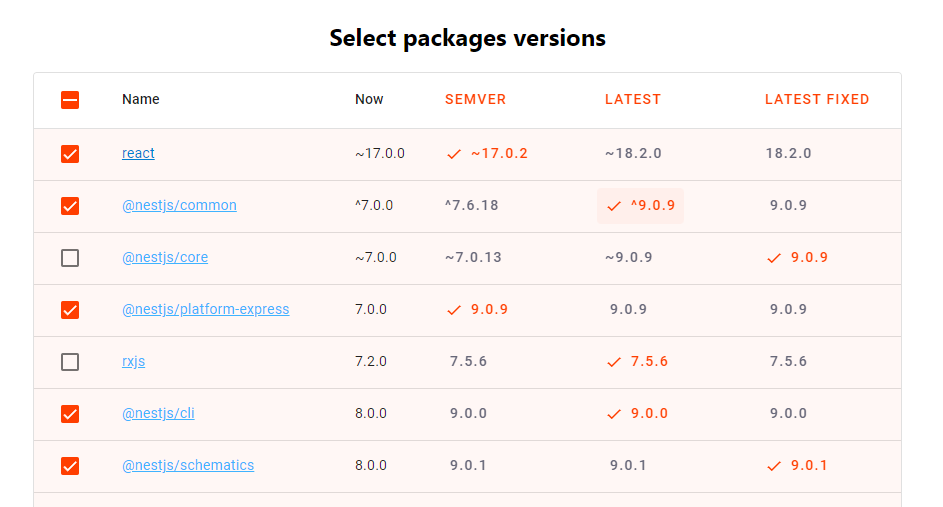 Select packages versions
Name Now SEMVER LATEST LATEST FIXED
react ~17.0.0 ~17.0.2 ~18.2.0 18.2.0
@nestjs/common ^7.0.0 ^7.6.18 ^9.0.9 9.0.9
@nestjs/core ~7.0.0 ~7.0.13 ~9.0.9 9.0.9
@nestjs/platform-express 7.0.0 9.0.9 9.0.9 9.0.9
rxjs 7.2.0 7.5.6 7.5.6 7.5.6
@nestjs/cli 8.0.0 9.0.0 9.0.0 9.0.0
@nestjs/schematics 8.0.0 9.0.1 9.0.1 9.0.1